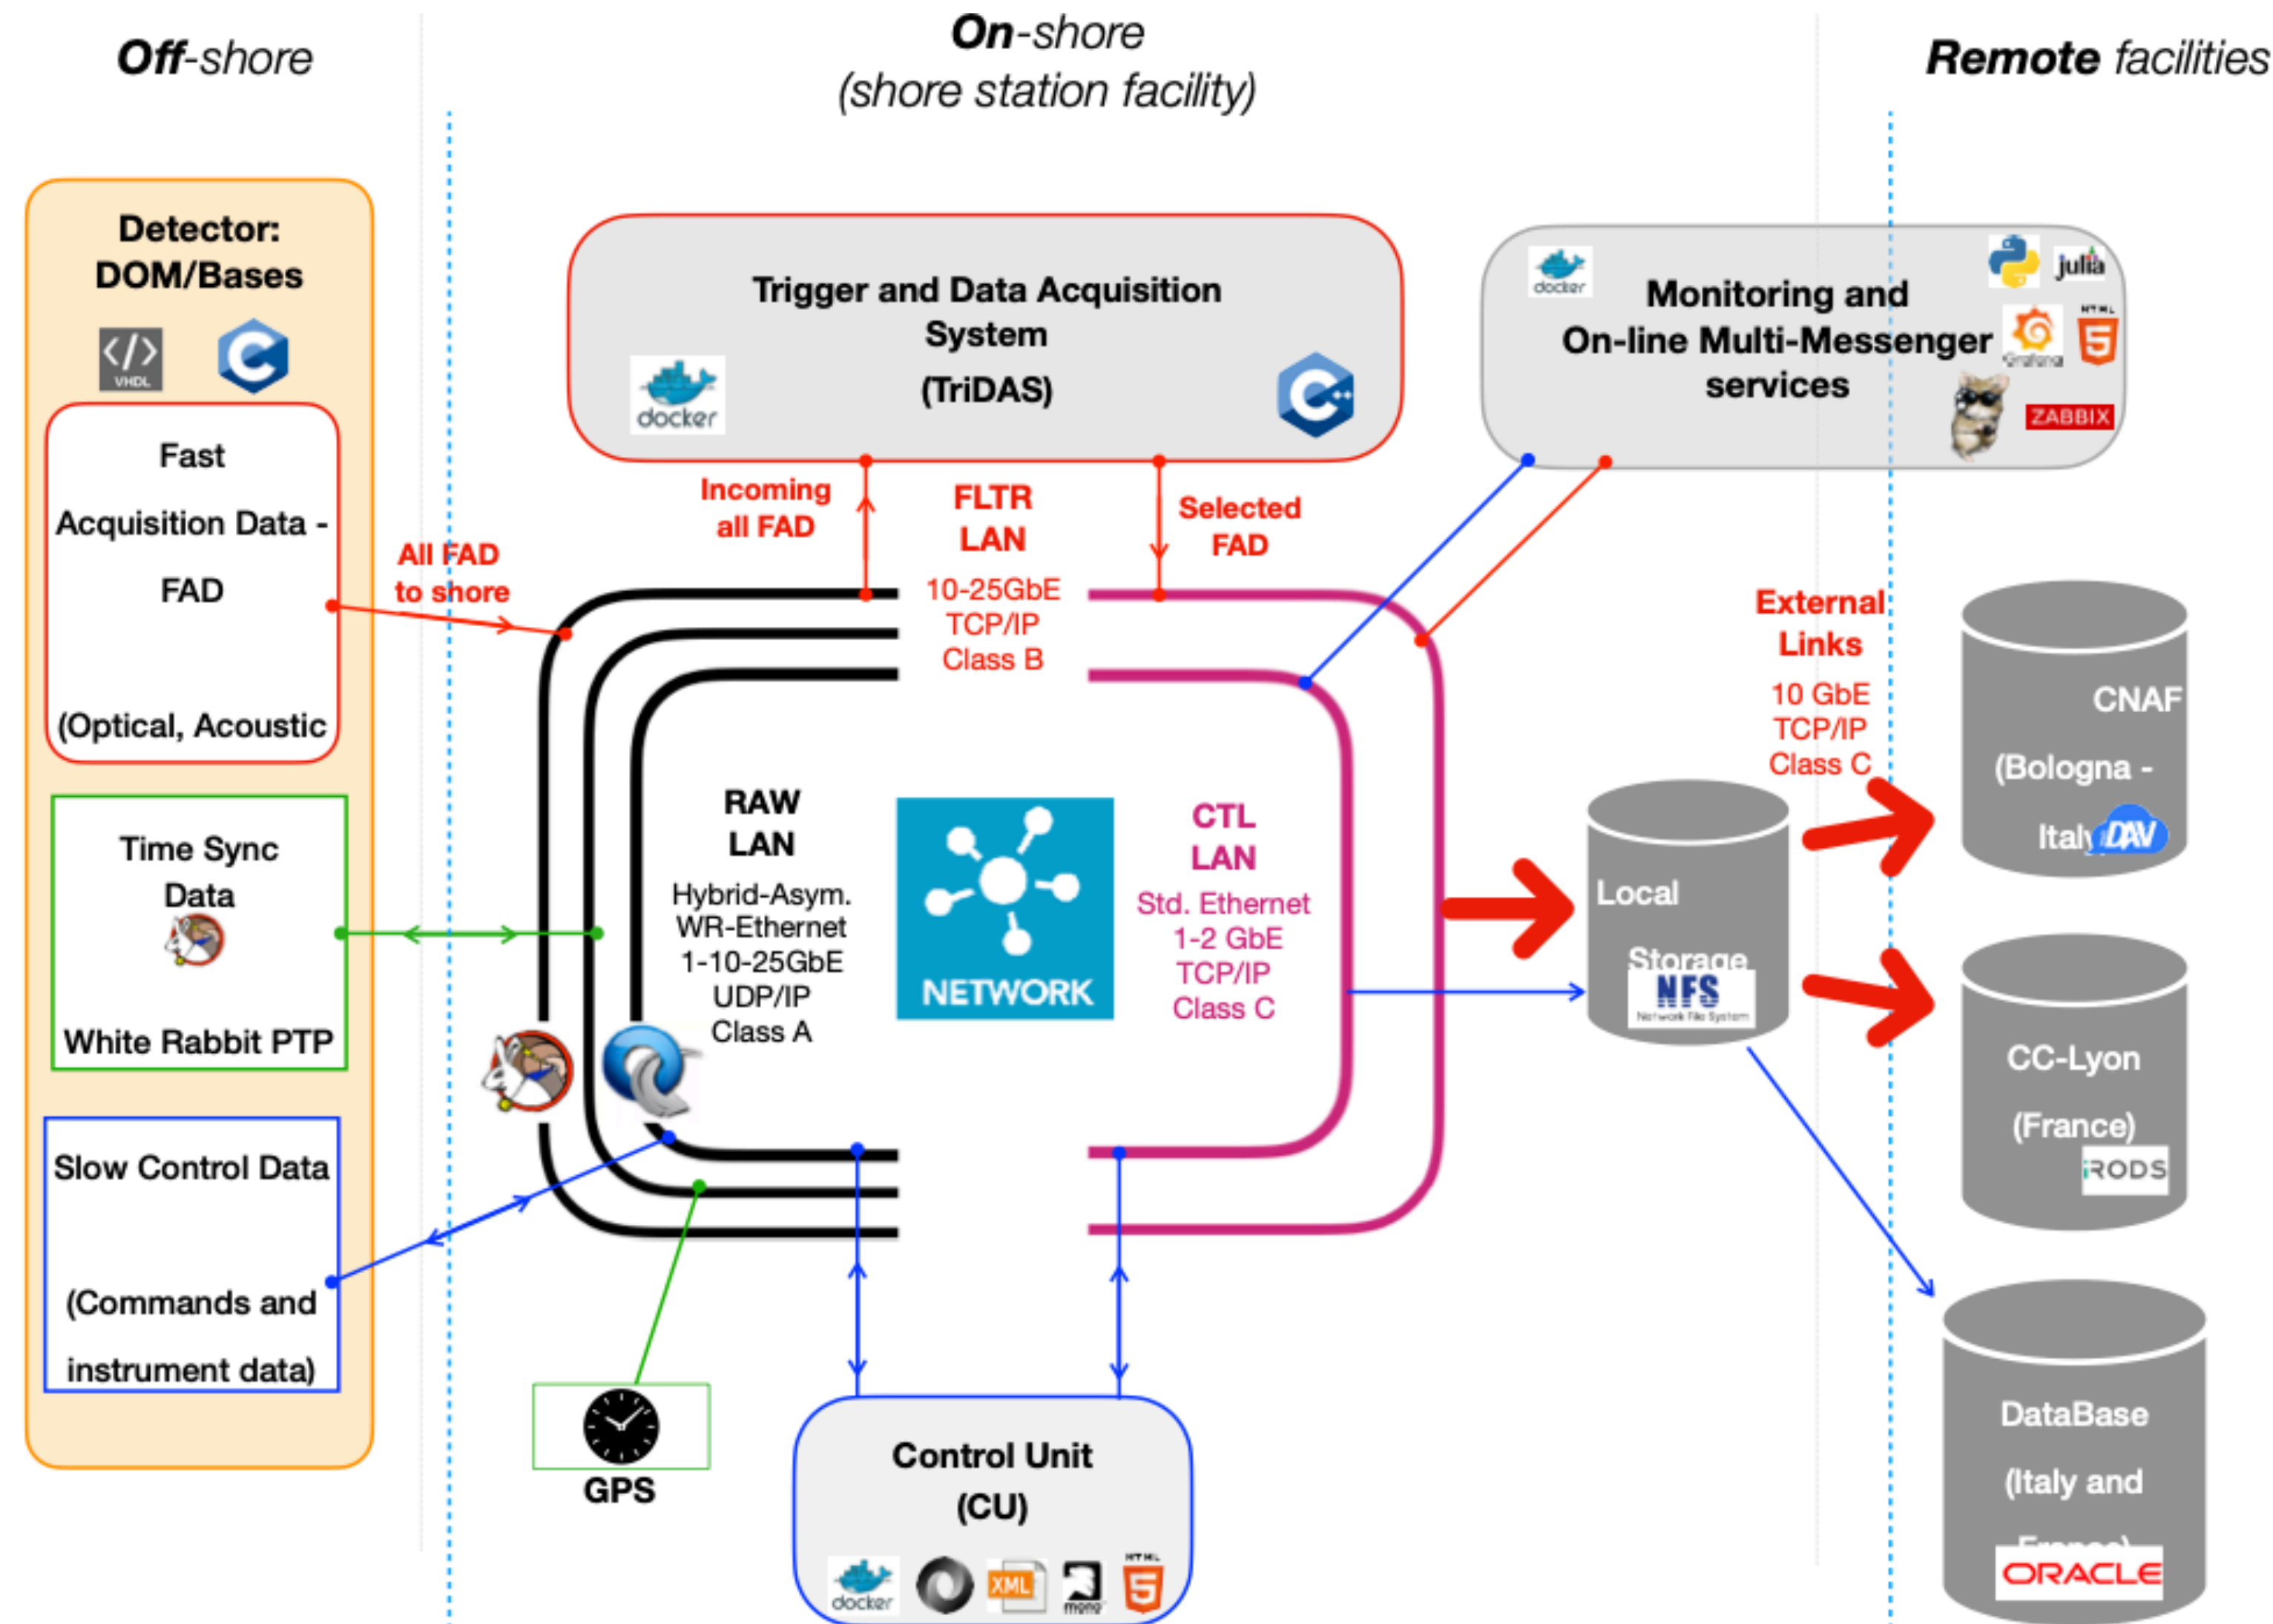 Off-shore
On-shore
(shore station facility)
Remote facilities
Detector:
DOM/Bases
</>
VHDL
C
Fast
Acquisition Data -
FAD
(Optical, Acoustic
Time Sync
Data
White Rabbit PTP
Slow Control Data
(Commands and
instrument data)
All FAD
to shore
Trigger and Data Acquisition
System
(TriDAS)
docker
C++
Incoming
all FAD
FLTR
LAN
10-25GbE
TCP/IP
Class B
Selected
FAD
docker
Monitoring and
On-line Multi-Messenger
services
julia
Grafana
HTML
5
ZABBIX
RAW
LAN
Hybrid-Asym.
WR-Ethernet
1-10-25GbE
UDP/IP
Class A
NETWORK
CTL
LAN
Std. Ethernet
1-2 GbE
TCP/IP
Class C
GPS
Control Unit
(CU)
docker
XML
mono
HTML
5
External
Links
10 GbE
TCP/IP
Class C
Local
Storage
NFS
Network File System
CNAF
(Bologna -
Italy
DAV
CC-Lyon
(France)
iRODS
DataBase
(Italy and
France)
ORACLE